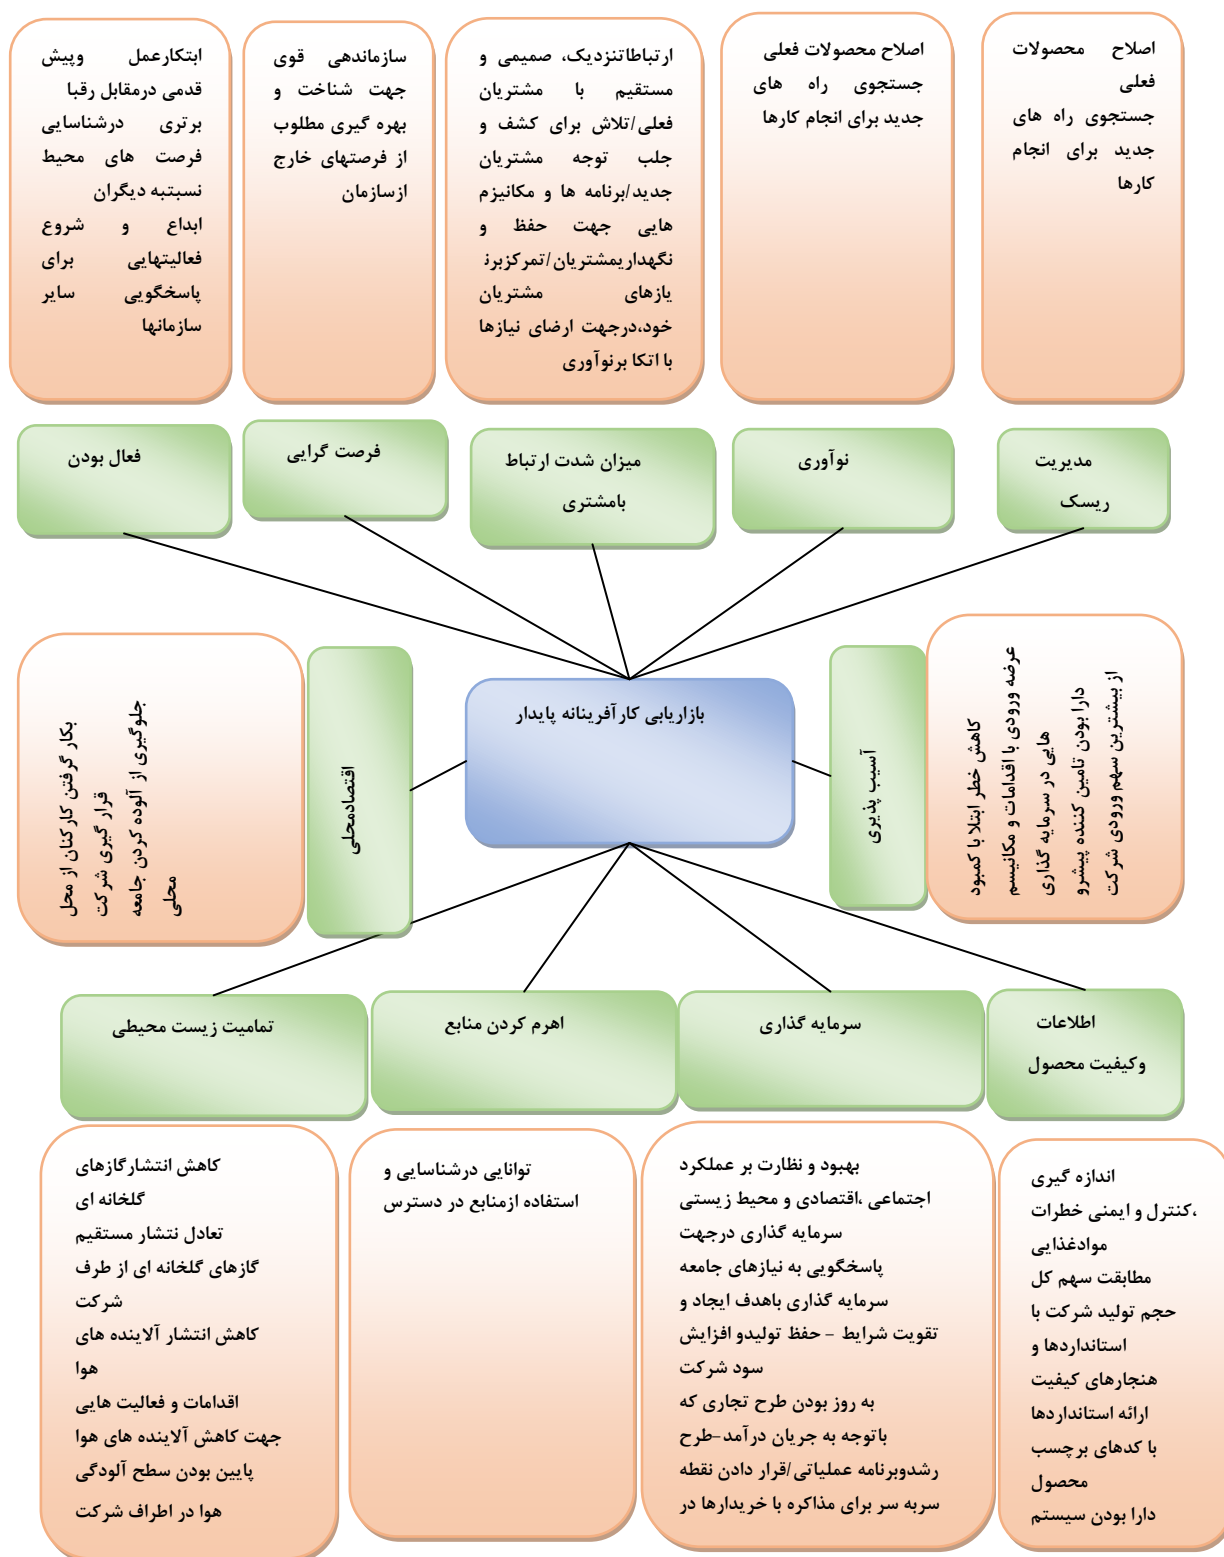 اصلاح محصولات
فعلی
جستجوی راه های
جدید برای انجام
کارها
اصلاح محصولات فعلی
جستجوی راه های
جدید برای انجام کارها
ارتباطاتنزدیک، صمیمی و
مستقیم با مشتریان
فعلی/تلاش برای کشف و
جلب توجه مشتریان
جدید/برنامه ها و مکانیزم
هایی جهت حفظ و
نگهداریمشتریان/تمرکزبرن
یازهای مشتریان
خود،درجهت ارضای نیازها
با اتکا برنوآوری
سازماندهی قوی
جهت شناخت و
بهره گیری مطلوب
از فرصتهای خارج
ازسازمان
ابتکارعمل وپیش
قدمی درمقابل رقبا
برتری درشناسایی
فرصت های محیط
نسبتبه دیگران
ابداع و شروع
فعالیتهایی برای
پاسخگویی سایر
سازمانها
مدیریت
ریسک
نوآوری
میزان شدت ارتباط
بامشتری
فرصت گرایی
فعال بودن
کاهش خطر ابتلا با کمبود
عرضه ورودی با اقدامات و مکانیسم
هایی در سرمایه گذاری
دارا بودن تامین کننده پیشرو
از بیشترین سهم ورودی شرکت
آسیب پذیری
بازاریابی کارآفرینانه پایدار
اقتصادمحلی
بکار گرفتن کارکنان از محل
قرار گیری شرکت
جلوگیری از آلوده کردن جامعه
محلی
اطلاعات
وکیفیت محصول
سرمایه گذاری
اهرم کردن منابع
تمامیت زیست محیطی
اندازه گیری
،کنترل و ایمنی خطرات
موادغذایی
مطابقت سهم کل
حجم تولید شرکت با
استانداردها و
هنجارهای کیفیت
ارائه استانداردها
با کدهای برچسب
محصول
دارا بودن سیستم
بهبود و نظارت بر عملکرد
اجتماعی ،اقتصادی و محیط زیستی
سرمایه گذاری درجهت
پاسخگویی به نیازهای جامعه
سرمایه گذاری باهدف ایجاد و
تقویت شرایط - حفظ تولیدو افزایش
سود شرکت
به روز بودن طرح تجاری که
باتوجه به جریان درآمد-طرح
رشدوبرنامه عملیاتی/قرار دادن نقطه
سربه سر برای مذاکره با خریدارها در
توانایی درشناسایی و
استفاده ازمنابع در دسترس
کاهش انتشارگازهای
گلخانه ای
تعادل نتشار مستقیم
گازهای گلخانه ای از طرف
شرکت
کاهش انتشار آلاینده های
هوا
اقدامات و فعالیت هایی
جهت کاهش آلاینده های هوا
پایین بودن سطح آلودگی
هوا در اطراف شرکت